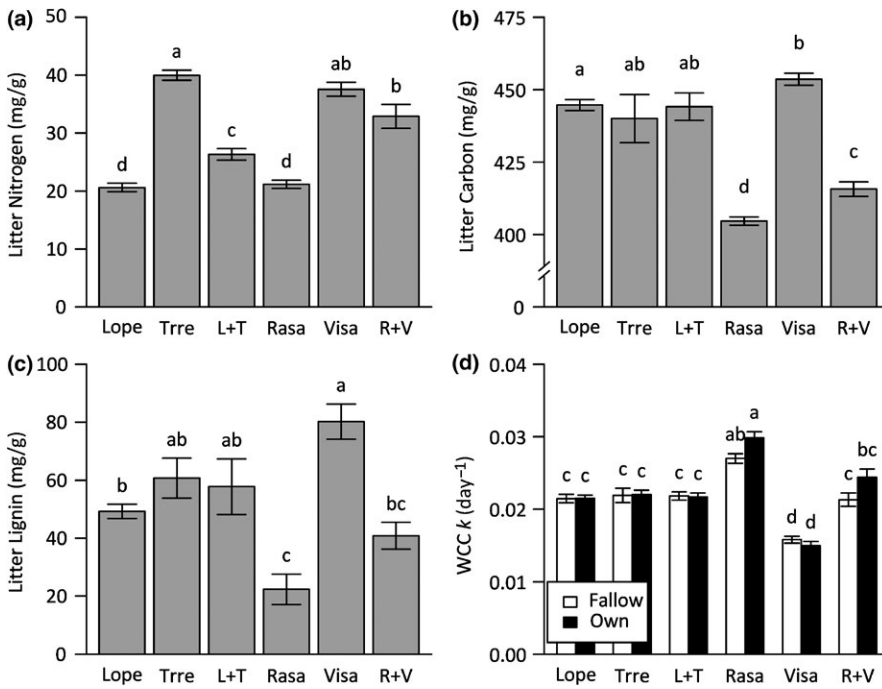 (a)
Litter Nitrogen (mg/g)
50
40
30
20
10
0
d
a
c
d
ab
b
Lope Trre L+T Rasa Visa R+V
(b)
Litter Carbon (mg/g)
475
450
425
400
0
a
ab
ab
d
b
c
Lope Trre L+T Rasa Visa R+V
(c)
Litter Lignin (mg/g)
100
80
60
40
20
0
b
ab
ab
c
a
bc
Lope Trre L+T Rasa Visa R+V
(d)
WCC k (day⁻¹)
0.04
0.03
0.02
0.01
0.00
c c
c c
c c
ab a
d d
c bc
Fallow
Own
Lope Trre L+T Rasa Visa R+V